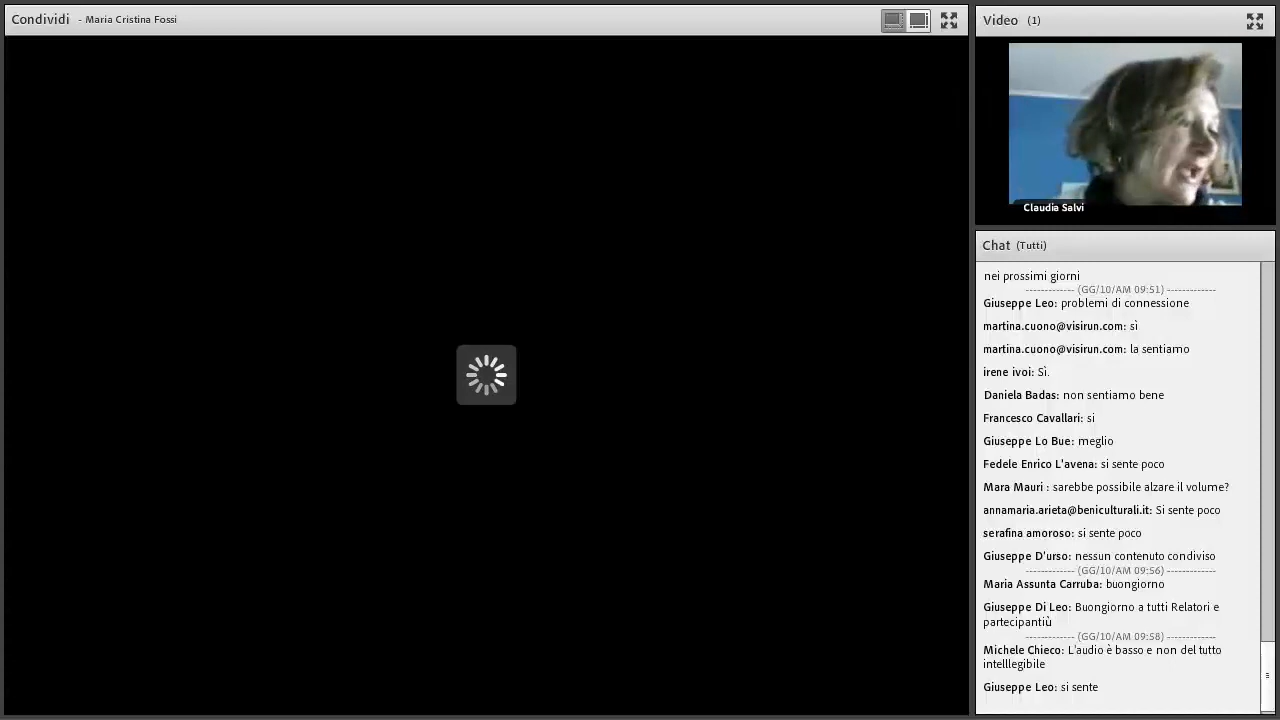 Condividi - Maria Cristina Fossi
Video (1)
Claudia Salvi
Chat (Tutti)
nei prossimi giorni
------------- (GG/10/AM 09:51) -------------
Giuseppe Leo: problemi di connessione
martina.cuono@visirun.com: sì
martina.cuono@visirun.com: la sentiamo
irene ivoi: Sì.
Daniela Badas: non sentiamo bene
Francesco Cavallari: si
Giuseppe Lo Bue: meglio
Fedele Enrico L'avena: si sente poco
Mara Mauri : sarebbe possibile alzare il volume?
annamaria.arieta@beniculturali.it: Si sente poco
serafina amoroso: si sente poco
Giuseppe D'urso: nessun contenuto condiviso
------------- (GG/10/AM 09:56) -------------
Maria Assunta Carruba: buongiorno
Giuseppe Di Leo: Buongiorno a tutti Relatori e
partecipantiù
------------- (GG/10/AM 09:58) -------------
Michele Chieco: L'audio è basso e non del tutto
intelllegibile
Giuseppe Leo: si sente